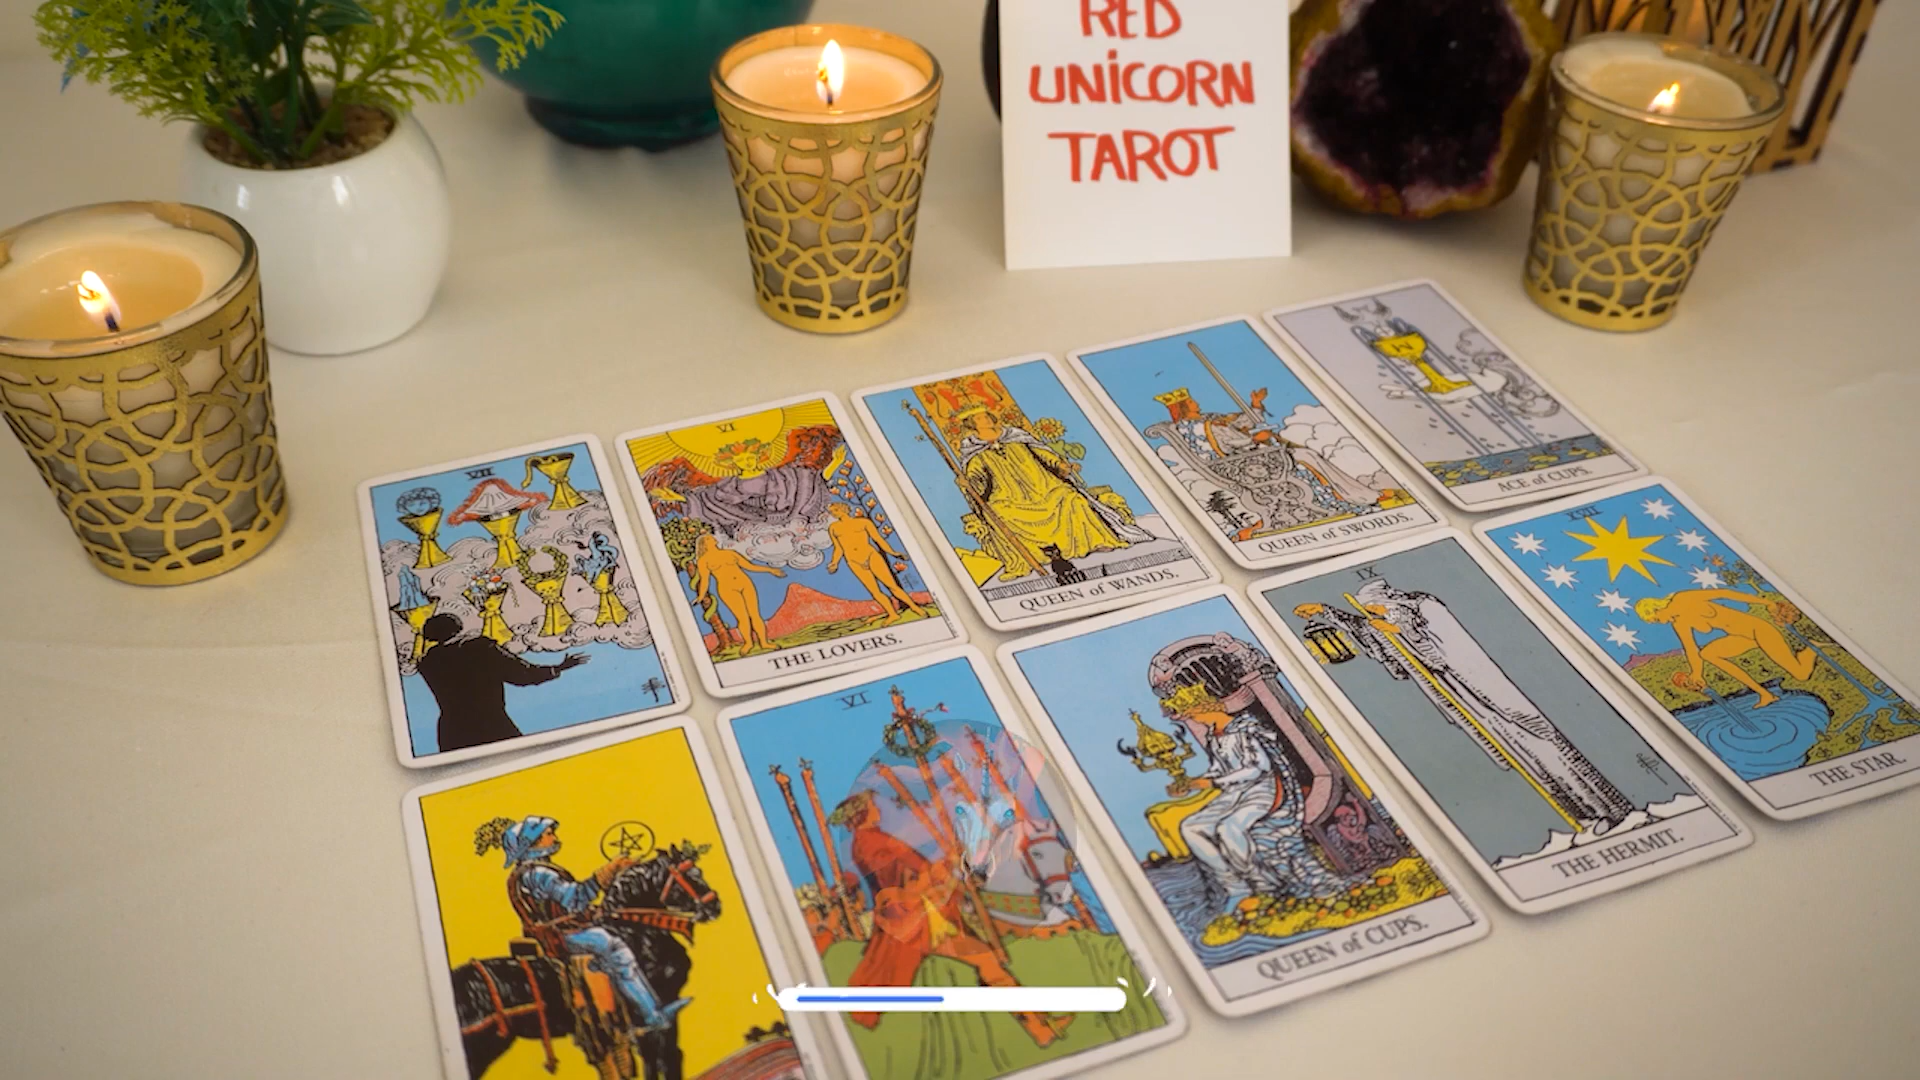 RED
UNICORN
TAROT
VII
VI
THE LOVERS.
QUEEN of WANDS.
QUEEN of SWORDS.
ACE of CUPS.
VI
QUEEN of CUPS.
IX
THE HERMIT.
XVII
THE STAR.